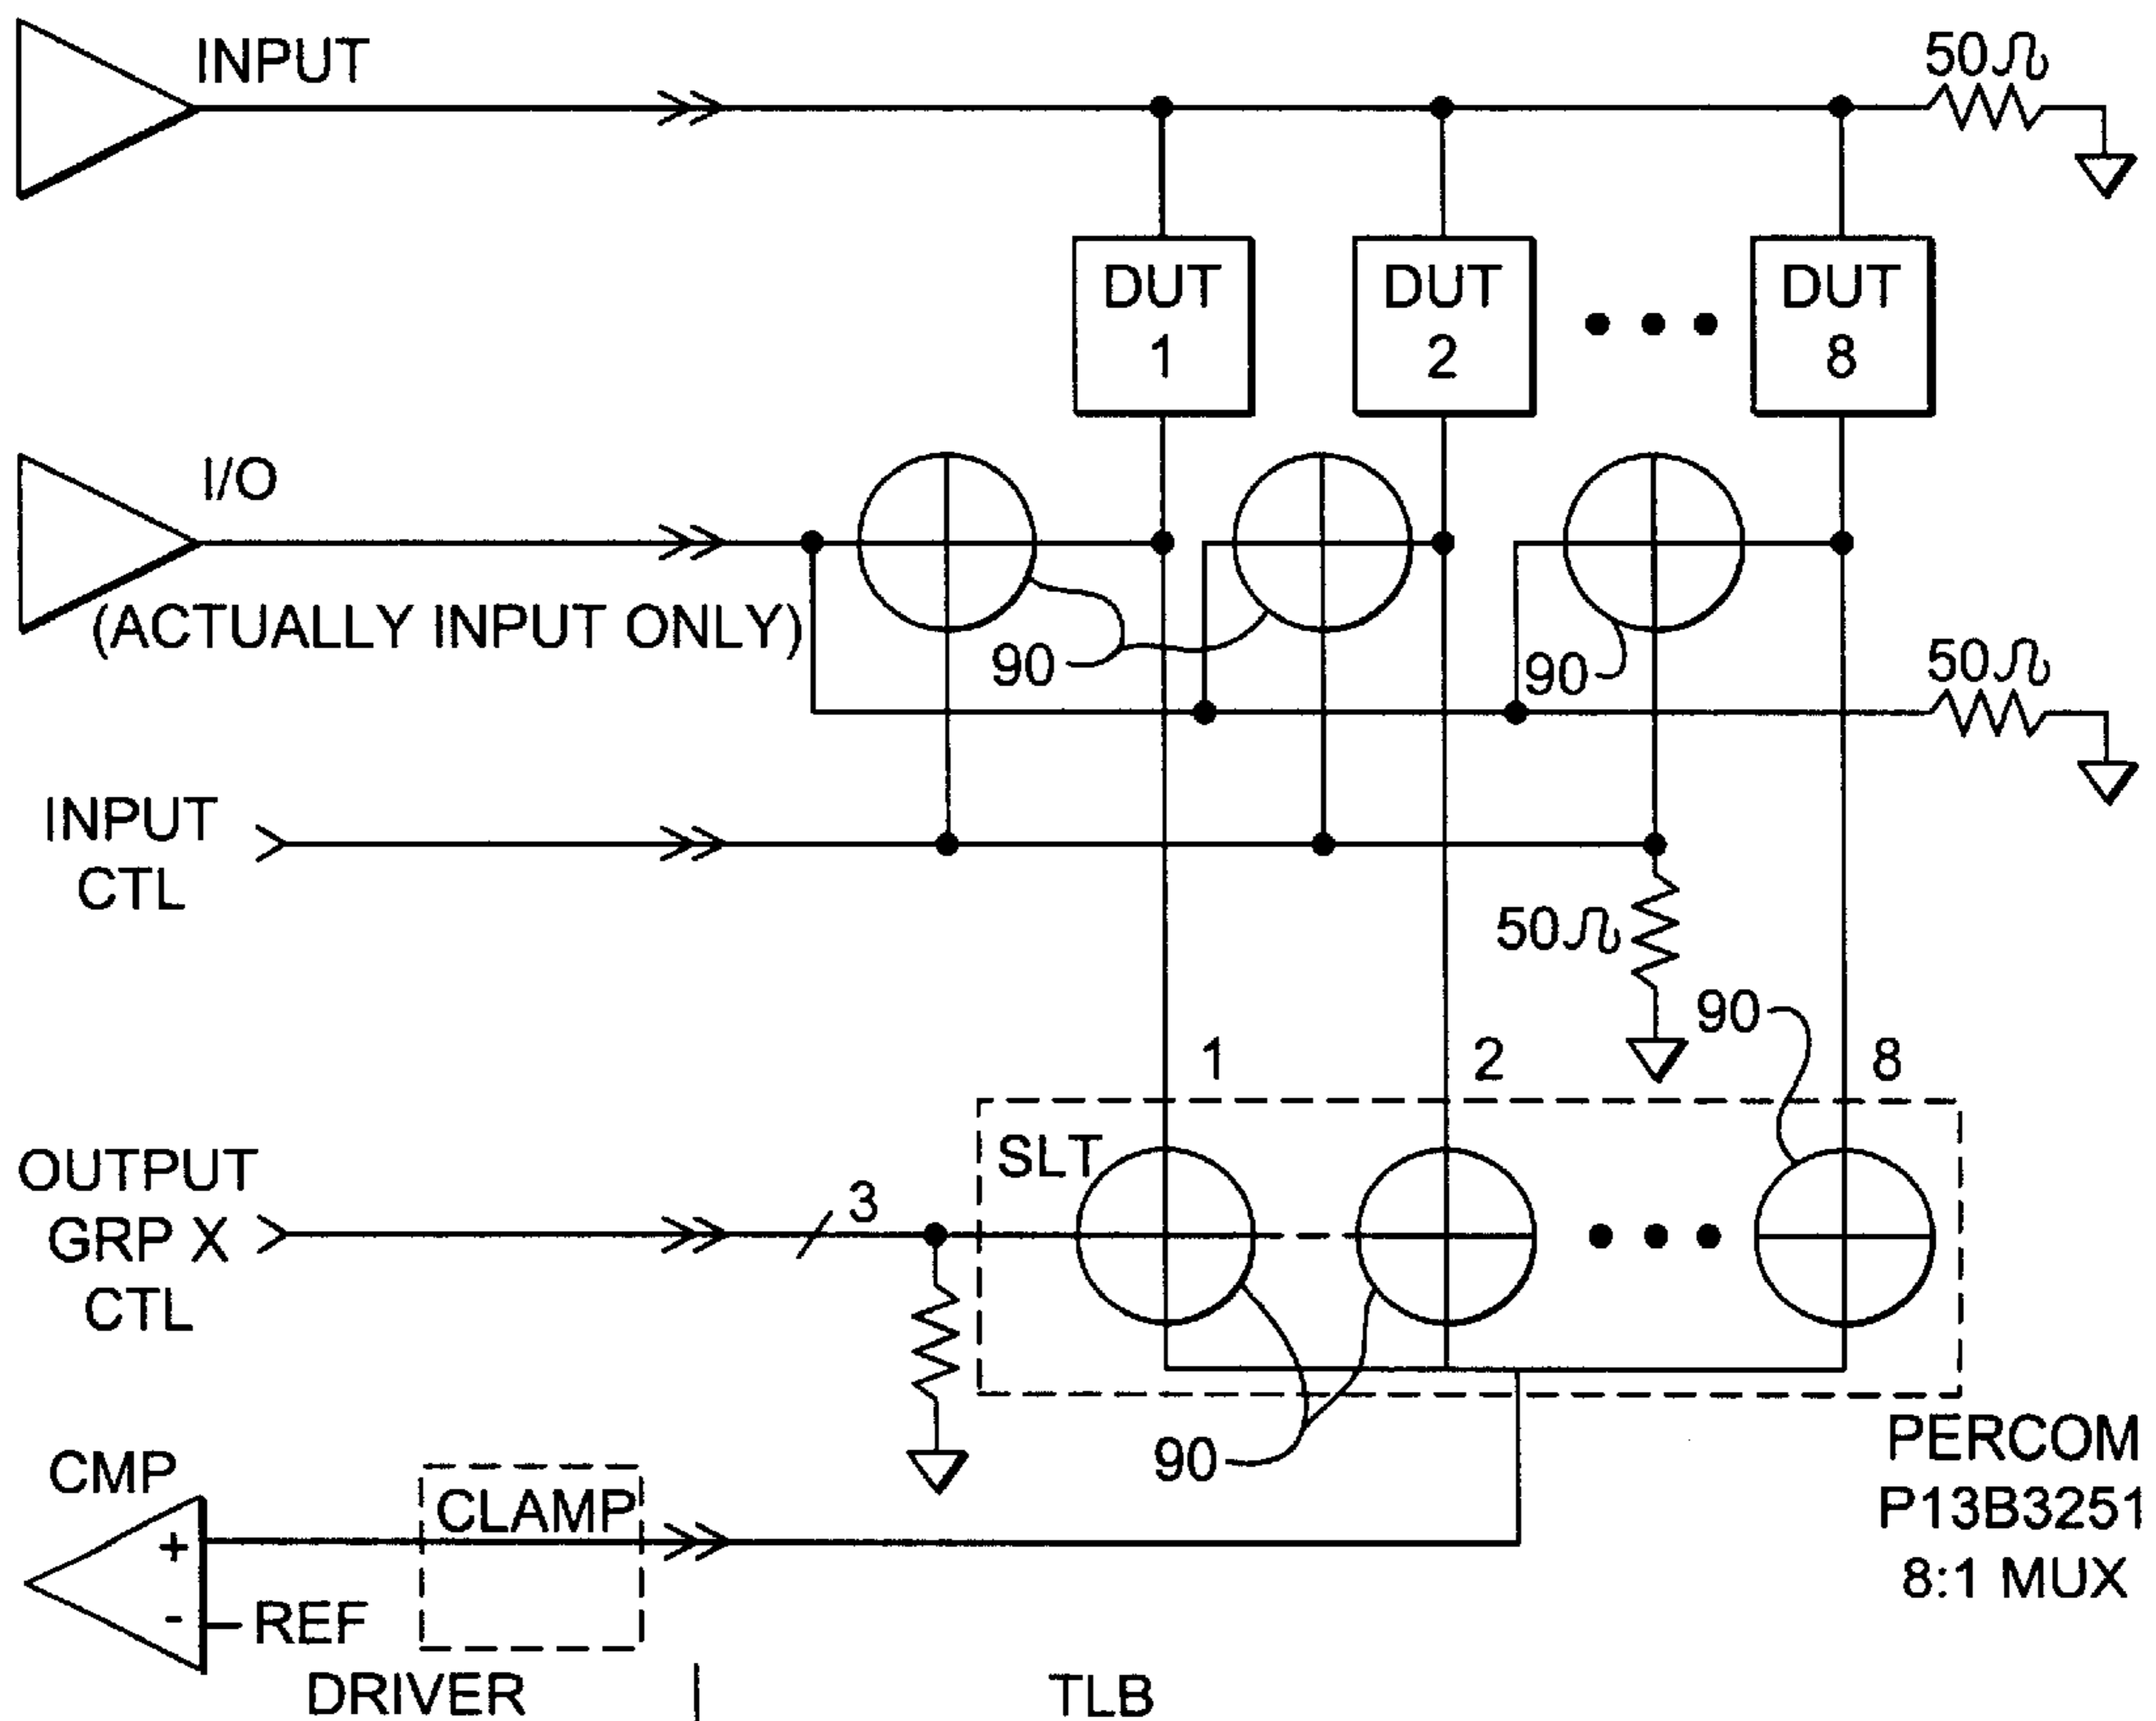 INPUT
50Ω
DUT
1
DUT
2
DUT
8
I/O
(ACTUALLY INPUT ONLY)
90
90
50Ω
INPUT
CTL
50Ω
90
1
2
8
SLT
OUTPUT
GRP X
CTL
3
90
PERCOM
P13B3251
8:1 MUX
CMP
CLAMP
+
-
REF
DRIVER
TLB